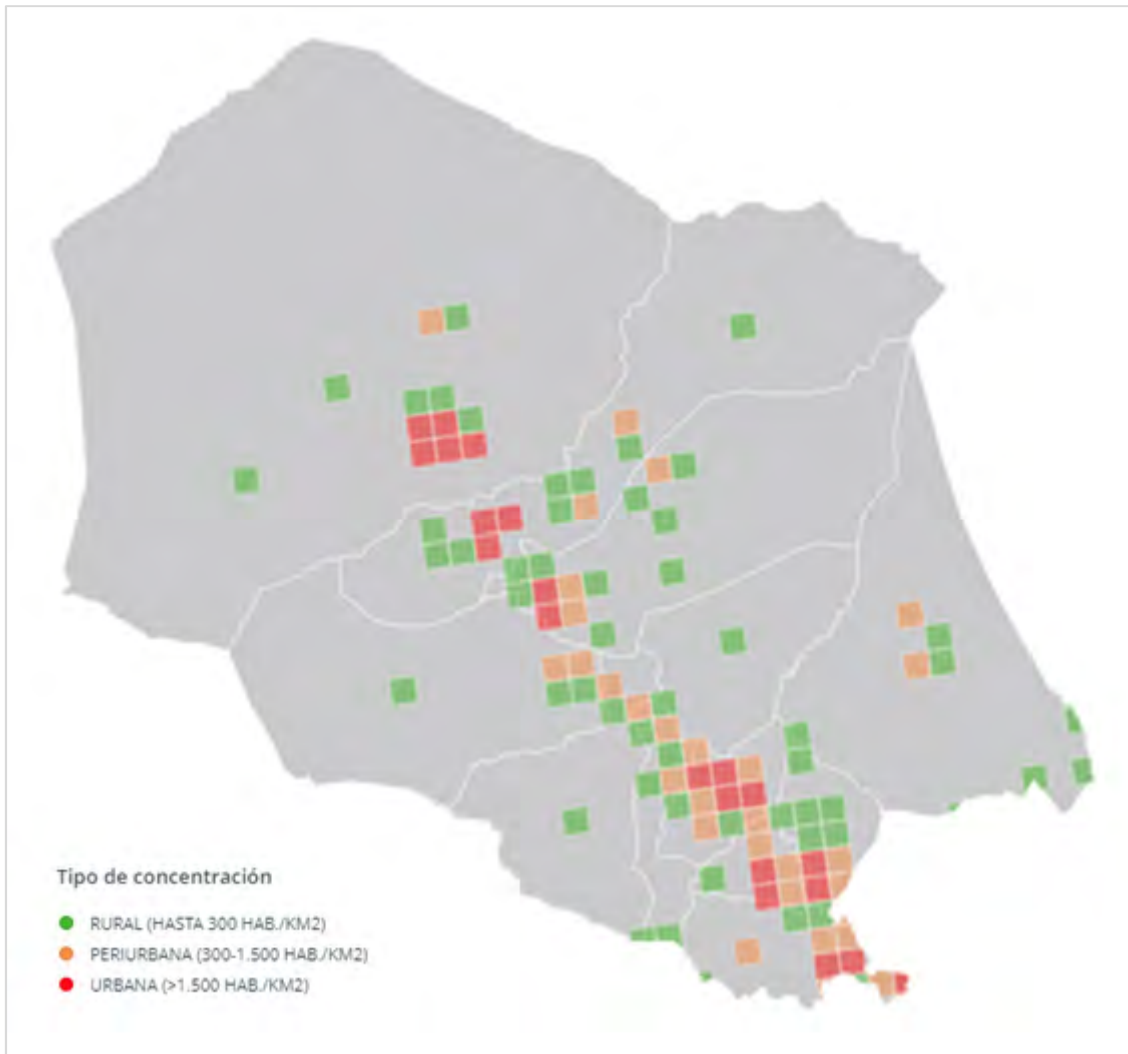 Tipo de concentración
RURAL (HASTA 300 HAB./KM2)
PERIURBANA (300-1.500 HAB./KM2)
URBANA (>1.500 HAB./KM2)